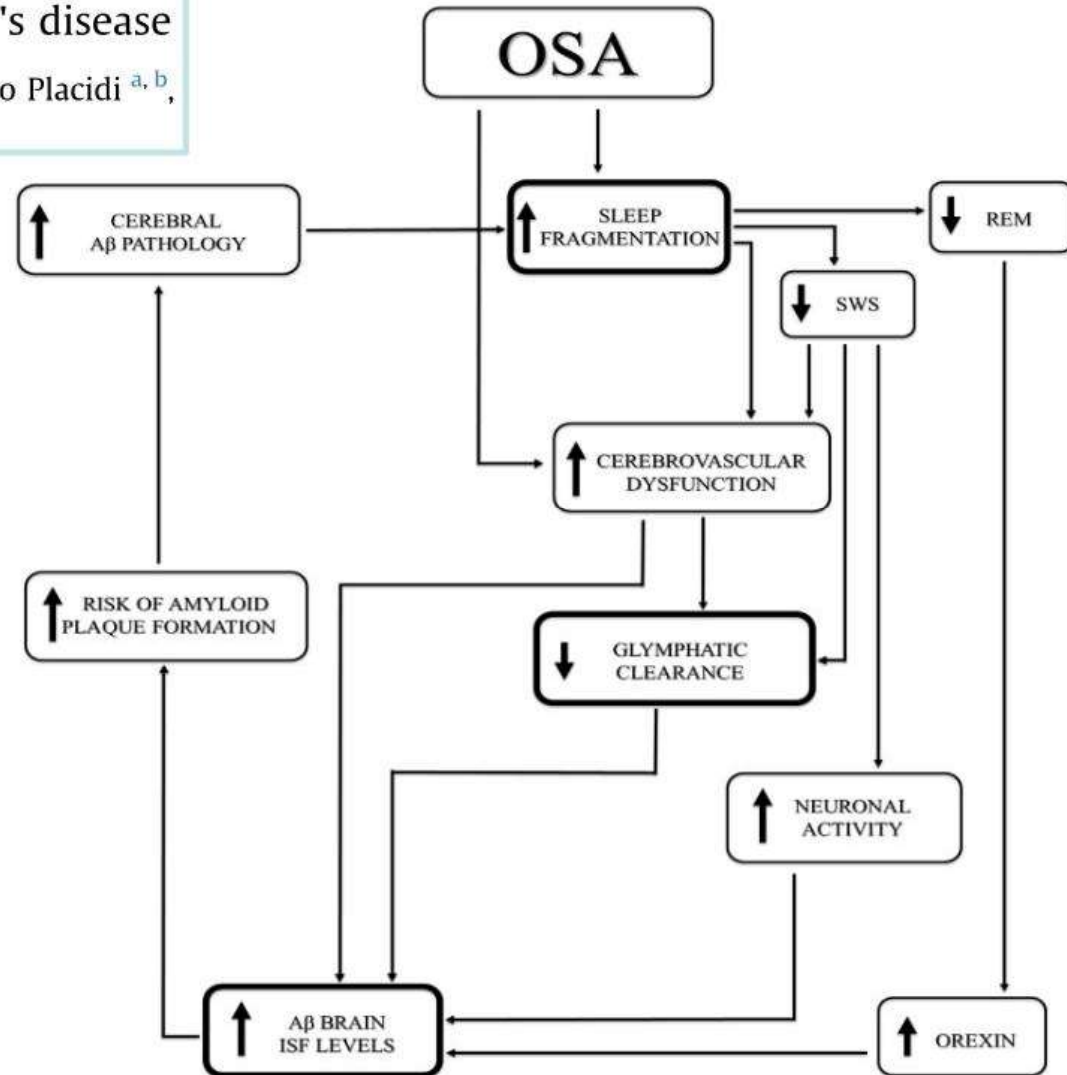 's disease
o Placidi a, b,
OSA
CEREBRAL
Aβ PATHOLOGY
SLEEP
FRAGMENTATION
REM
SWS
CEREBROVASCULAR
DYSFUNCTION
RISK OF AMYLOID
PLAQUE FORMATION
GLYMPHATIC
CLEARANCE
NEURONAL
ACTIVITY
Aβ BRAIN
ISF LEVELS
OREXIN